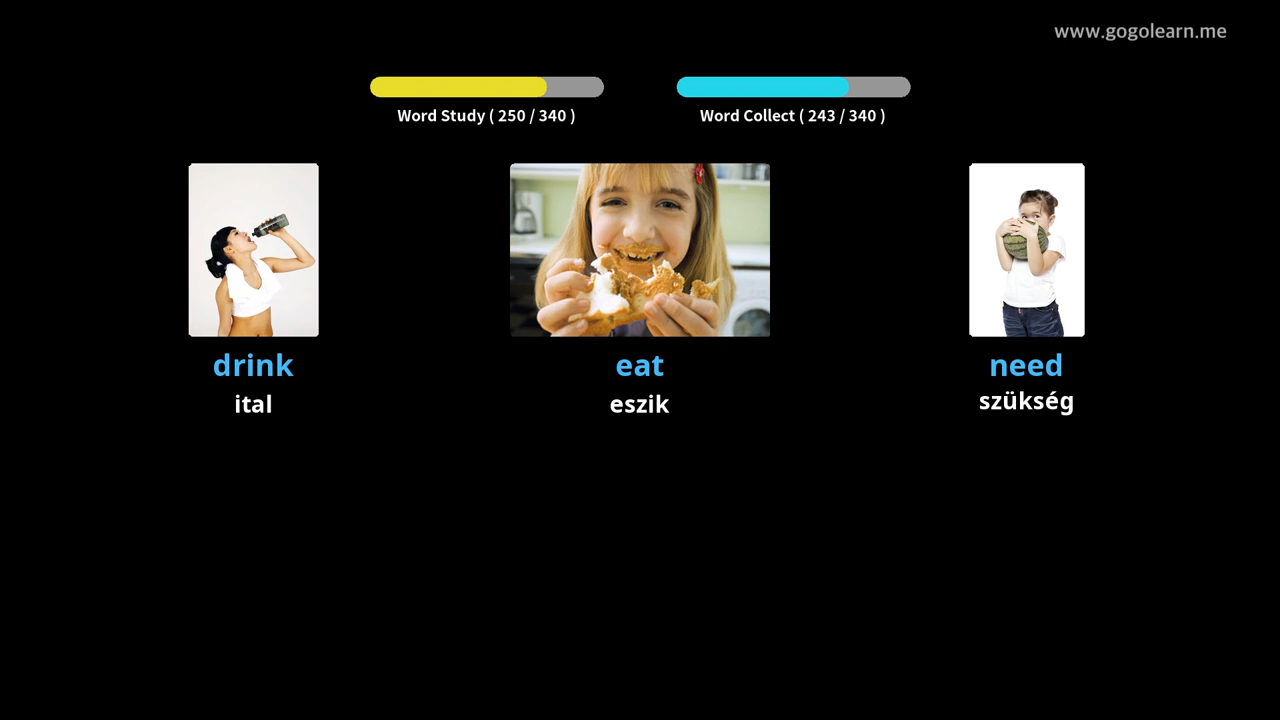 www.gogolearn.me
Word Study ( 250 / 340 )
Word Collect ( 243 / 340 )
drink
ital
eat
eszik
need
szükség